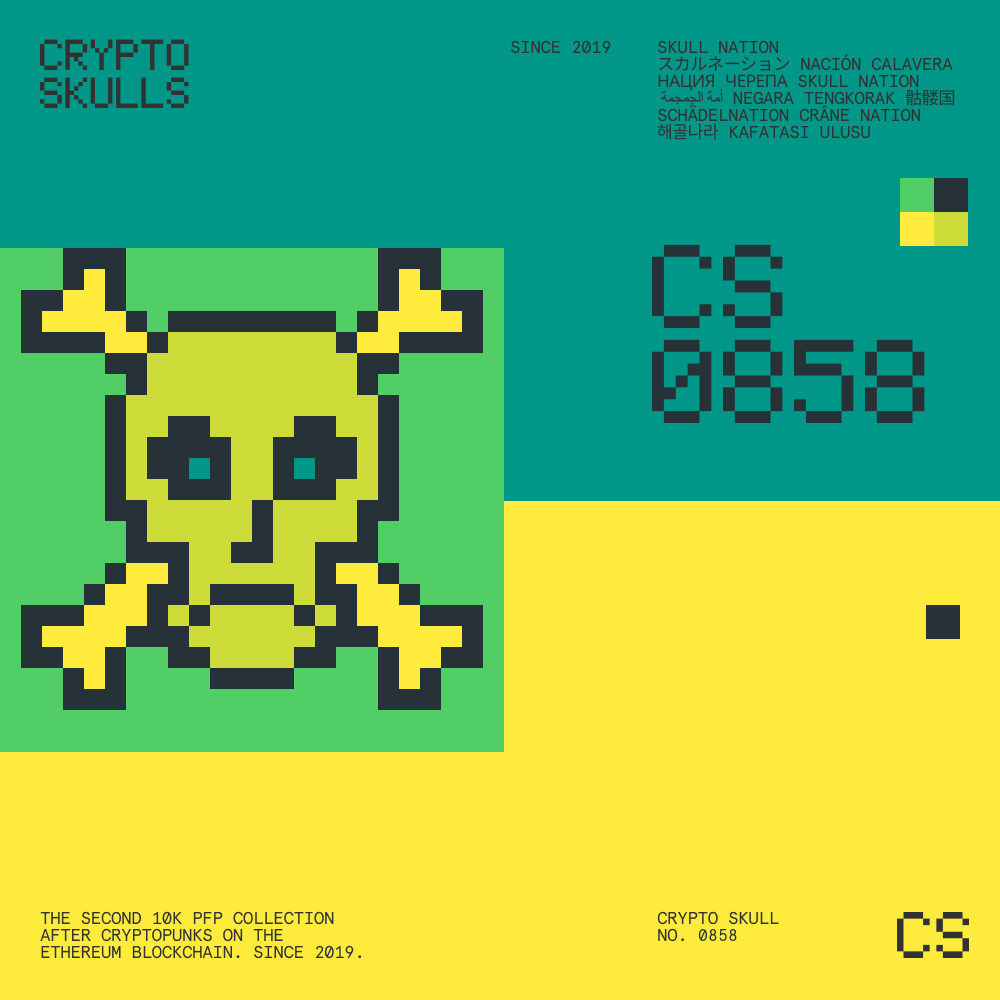 CRYPTO
SKULLS
SINCE 2019
SKULL NATION
スカルネーション NACIÓN CALAVERA
НАЦИЯ ЧЕРЕПА SKULL NATION
أمة الجمجمة NEGARA TENGKORAK 骷髅国
SCHÄDELNATION CRÂNE NATION
해골나라 KAFATASI ULUSU
CS
0858
THE SECOND 10K PFP COLLECTION
AFTER CRYPTOPUNKS ON THE
ETHEREUM BLOCKCHAIN. SINCE 2019.
CRYPTO SKULL
NO. 0858
CS